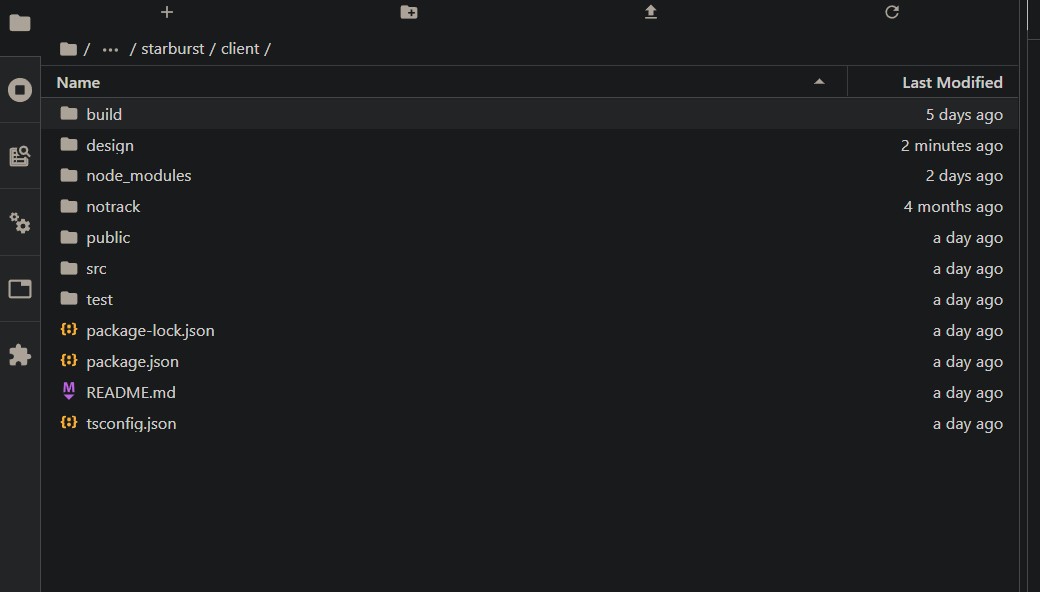 / ... / starburst / client /
Name Last Modified
build 5 days ago
design 2 minutes ago
node_modules 2 days ago
notrack 4 months ago
public a day ago
src a day ago
test a day ago
package-lock.json a day ago
package.json a day ago
README.md a day ago
tsconfig.json a day ago